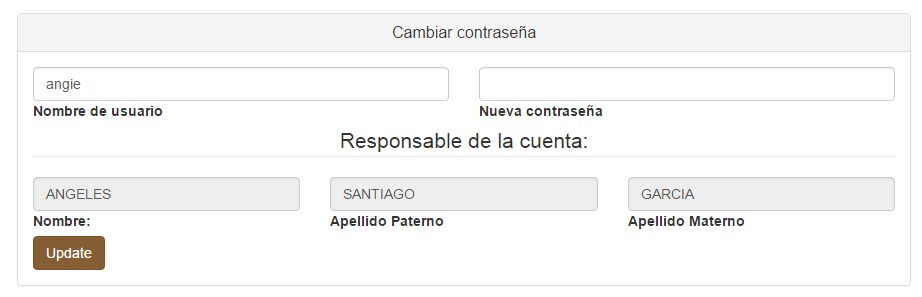 Cambiar contraseña
angie
Nombre de usuario Nueva contraseña
Responsable de la cuenta:
ANGELES SANTIAGO GARCIA
Nombre: Apellido Paterno Apellido Materno
Update